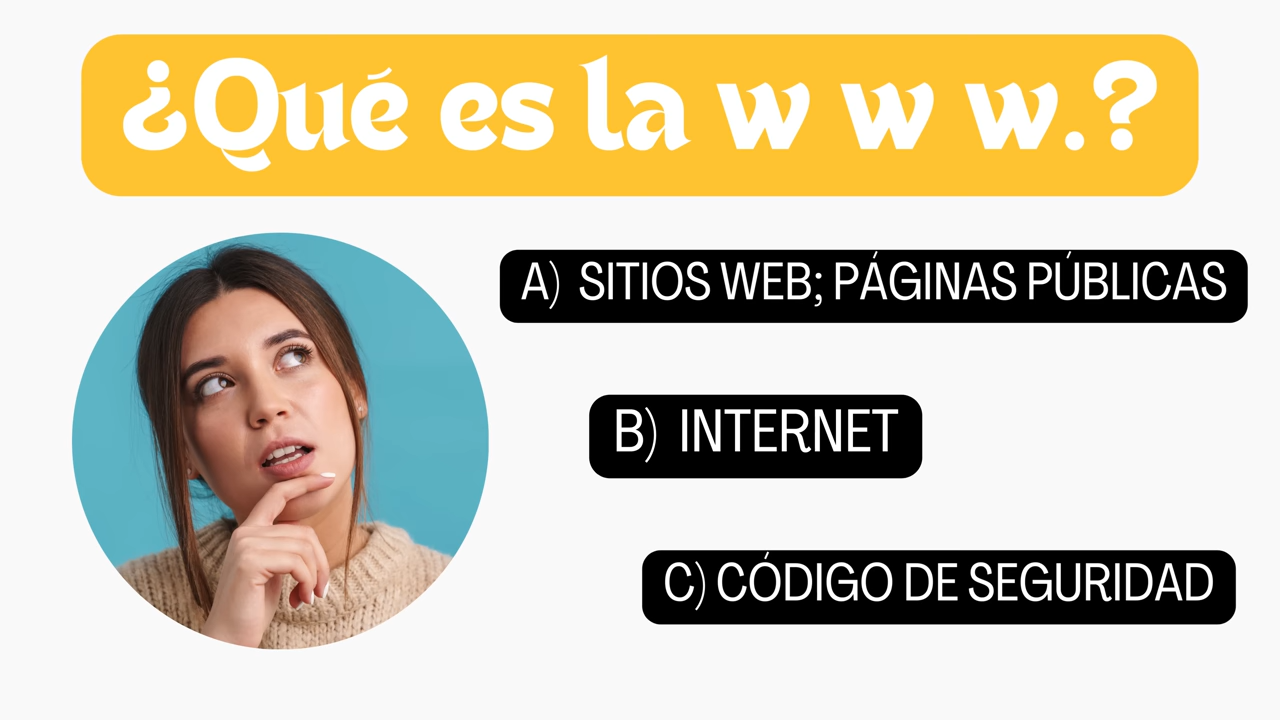 ¿Qué es la w w w.?
A) SITIOS WEB; PÁGINAS PÚBLICAS
B) INTERNET
C) CÓDIGO DE SEGURIDAD